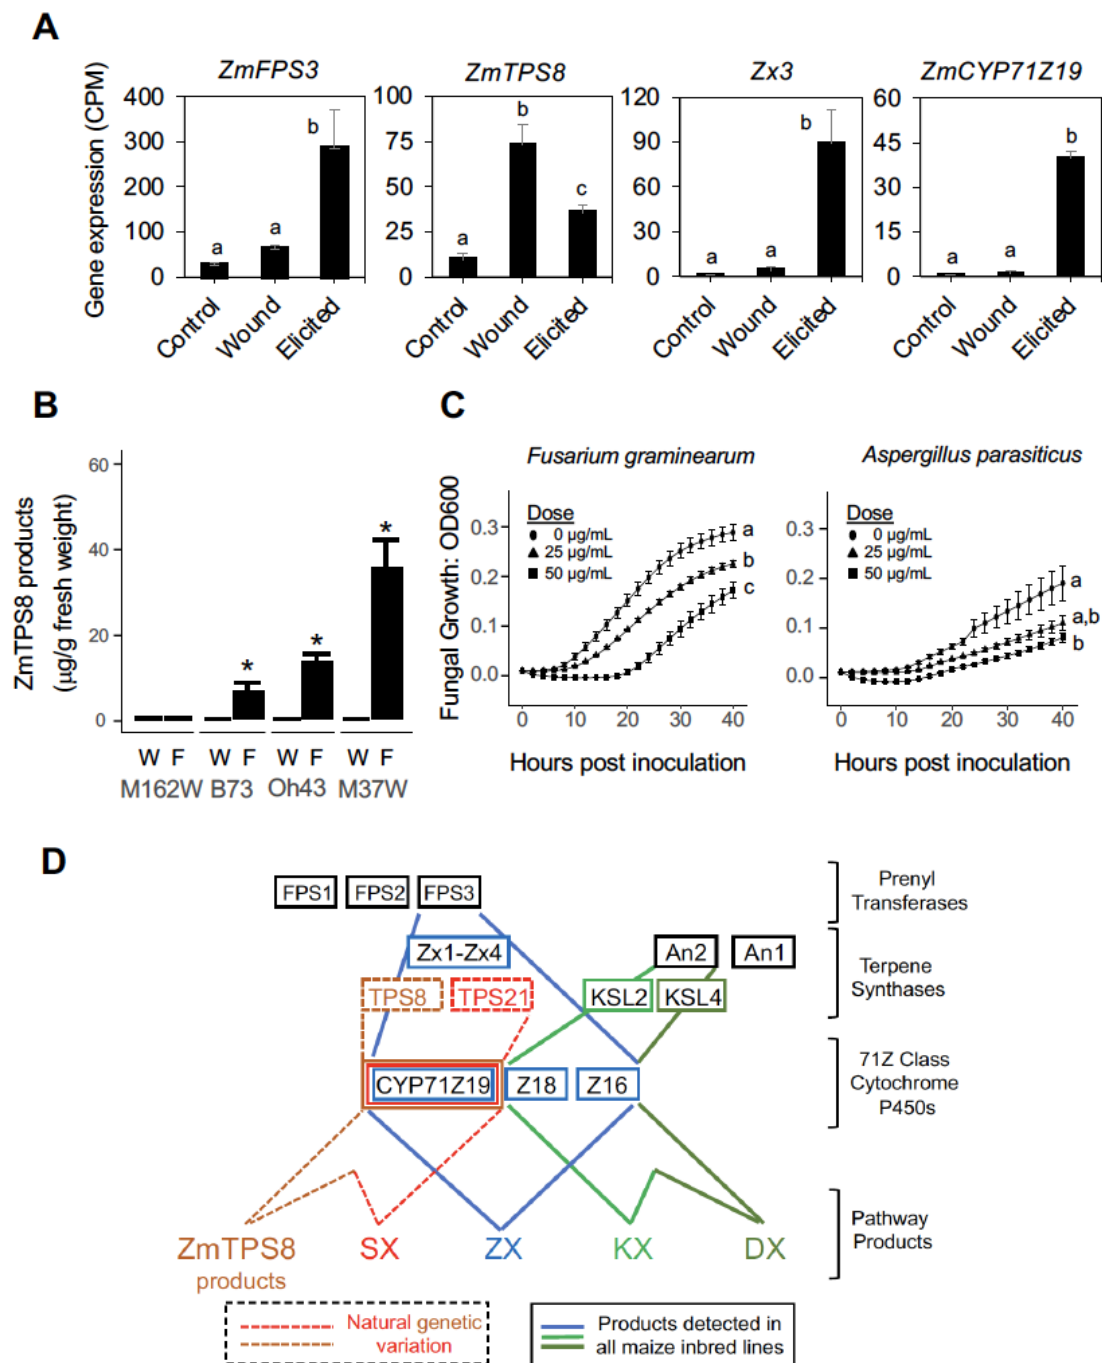 A
ZmFPS3
ZmTPS8
Zx3
ZmCYP71Z19
Gene expression (CPM)
400
300
200
100
0
a
a
b
Control
Wound
Elicited
100
75
50
25
0
a
b
c
Control
Wound
Elicited
120
90
60
30
0
a
a
b
Control
Wound
Elicited
60
45
30
15
0
a
a
b
Control
Wound
Elicited
B
ZmTPS8 products
(µg/g fresh weight)
60
40
20
0
*
*
*
W F W F W F W F
M162W B73 Oh43 M37W
C
Fusarium graminearum
Fungal Growth: OD600
0.3
0.2
0.1
0.0
Dose
0 µg/mL
25 µg/mL
50 µg/mL
a
b
c
0 10 20 30 40
Hours post inoculation
Aspergillus parasiticus
0.3
0.2
0.1
0.0
Dose
0 µg/mL
25 µg/mL
50 µg/mL
a
a,b
b
0 10 20 30 40
Hours post inoculation
D
FPS1 FPS2 FPS3
Prenyl
Transferases
Zx1-Zx4 An2 An1
TPS8 TPS21 KSL2 KSL4
Terpene
Synthases
CYP71Z19 Z18 Z16
71Z Class
Cytochrome
P450s
ZmTPS8
products
SX
ZX
KX
DX
Pathway
Products
Natural genetic
variation
Products detected in
all maize inbred lines